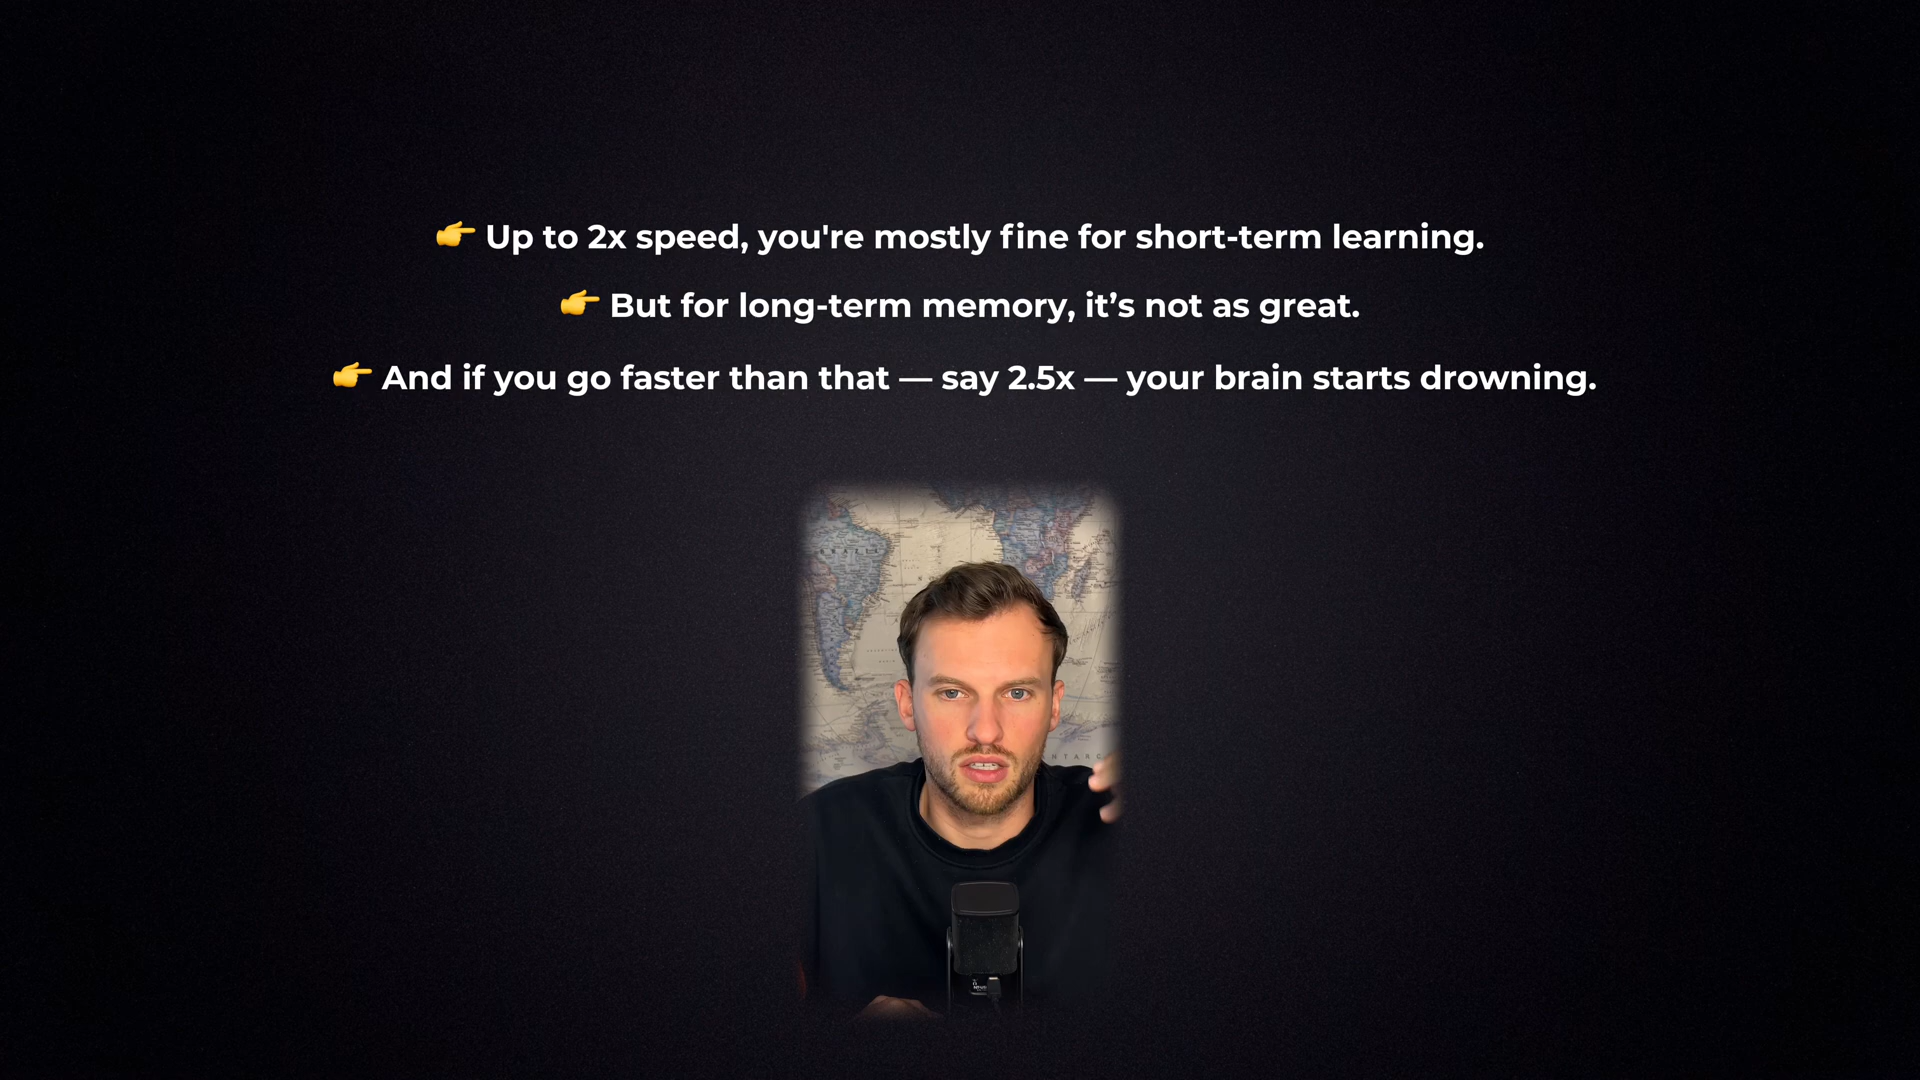 👉 Up to 2x speed, you're mostly fine for short-term learning.
👉 But for long-term memory, it’s not as great.
👉 And if you go faster than that — say 2.5x — your brain starts drowning.
BRAZIL